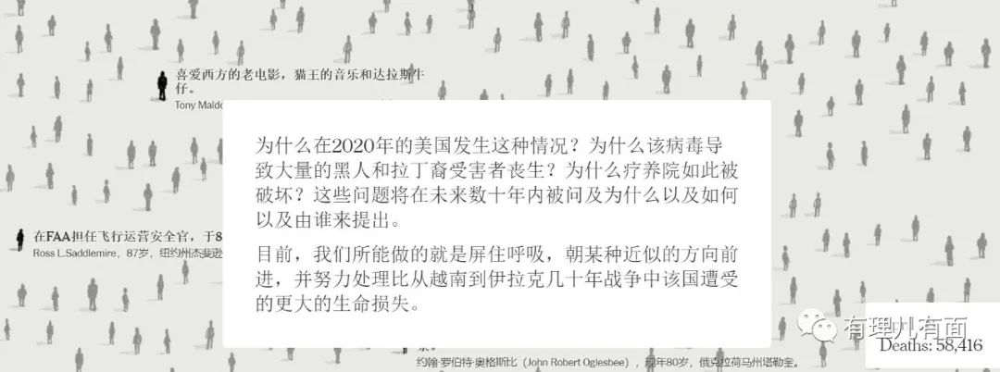 喜爱西方的老电影，猫王的音乐和达拉斯牛
仔。
Tony Maldo
为什么在2020年的美国发生这种情况？为什么该病毒导
致大量的黑人和拉丁裔受害者丧生？为什么疗养院如此被
破坏？这些问题将在未来数十年内被问及为什么以及如何
以及由谁来提出。
目前，我们所能做的就是屏住呼吸，朝某种近似的方向前
进，并努力处理比从越南到伊拉克几十年战争中该国遭受
的更大的生命损失。
在FAA担任飞行运营安全官，于8
Ross L.Saddlemire，87岁，纽约州杰斐逊
有理儿有面
Deaths: 58,416
约翰·罗伯特·奥格斯比（John Robert Oglesbee），现年80岁，俄克拉荷马州塔勒奎。